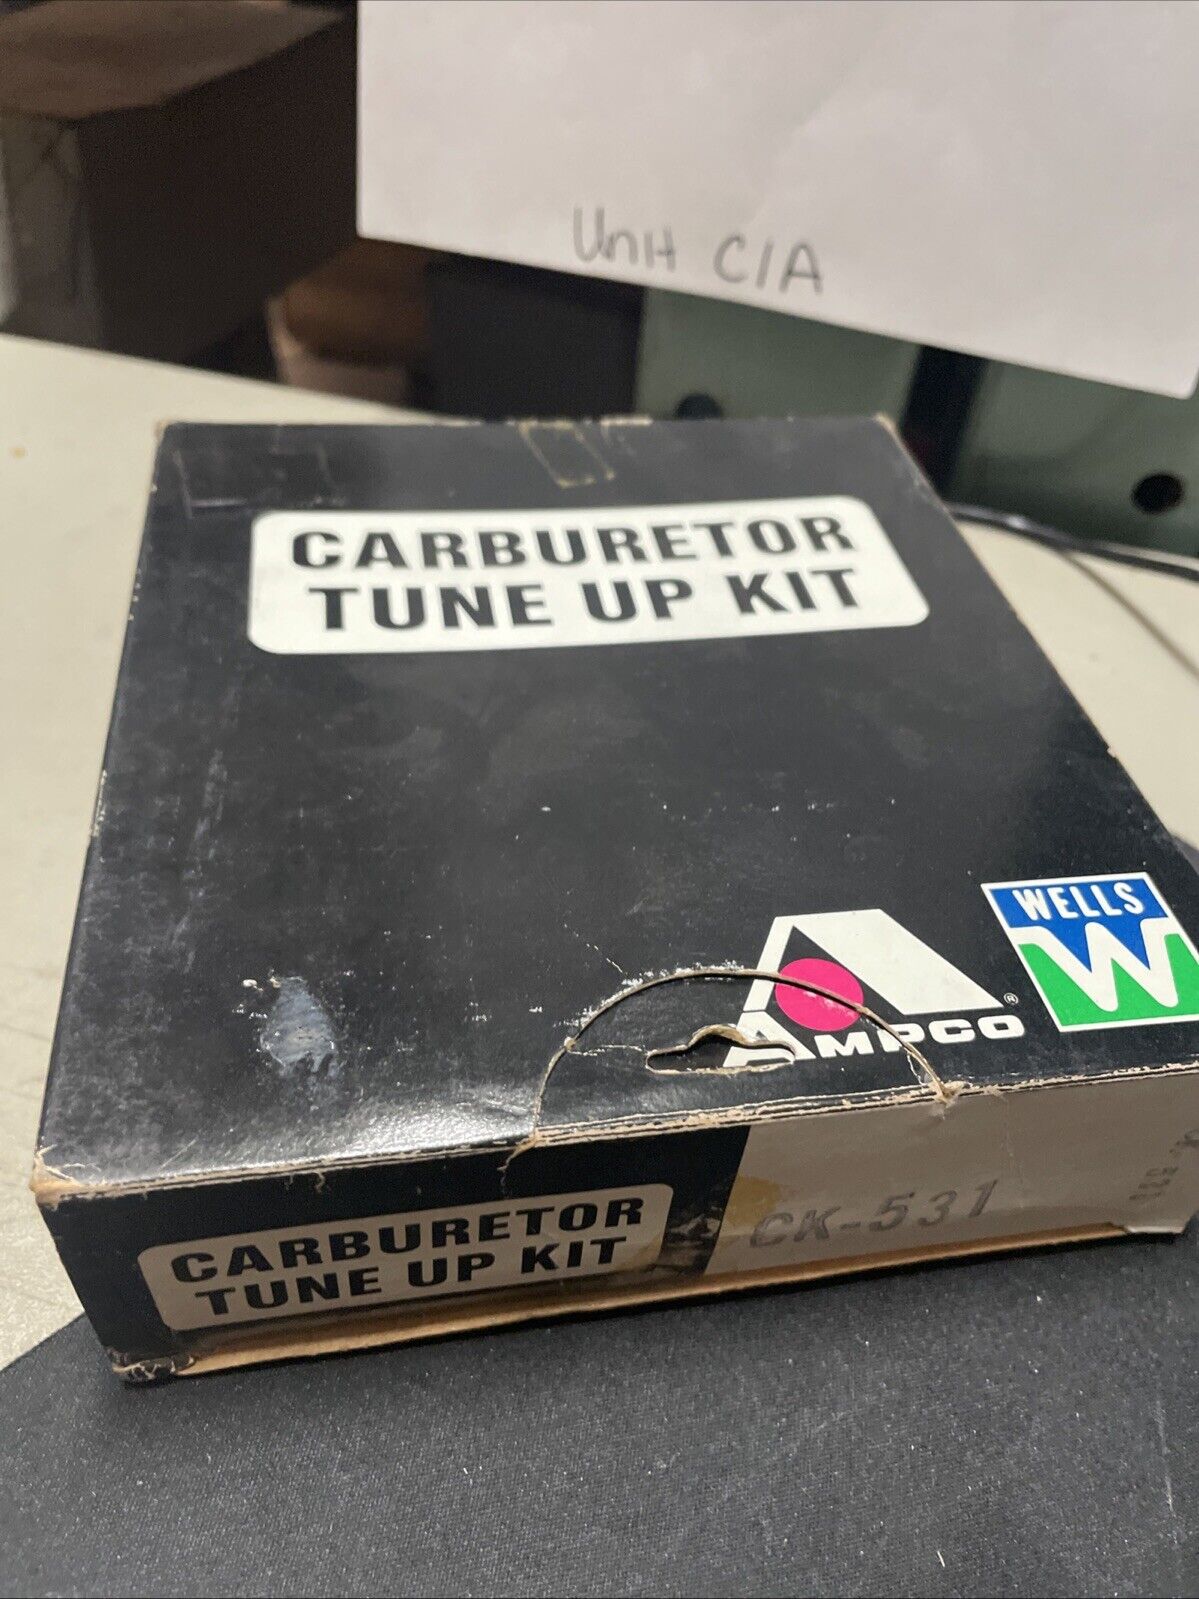 Unit C/A
CARBURETOR
TUNE UP KIT
WELLS
W
AMPCO®
CARBURETOR
TUNE UP KIT
CK-531